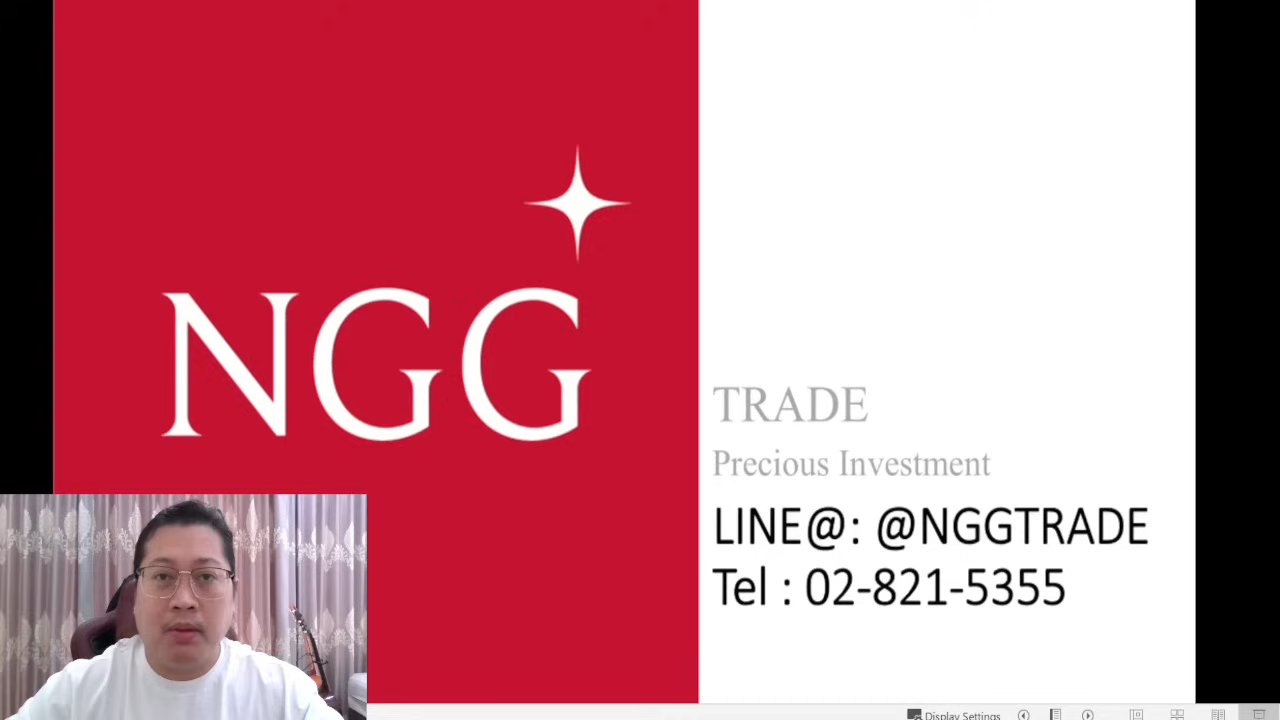 NGG
TRADE
Precious Investment
LINE@: @NGGTRADE
Tel : 02-821-5355
Display Settings